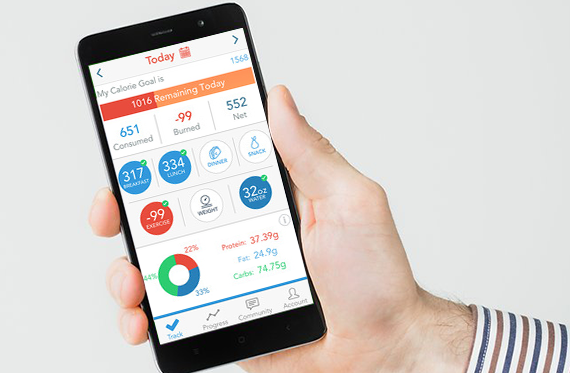 Today
My Calorie Goal is 1568
1016 Remaining Today
651 -99 552
Consumed Burned Net
317 334
BREAKFAST LUNCH DINNER SNACK
-99 32oz
EXERCISE WEIGHT WATER
22%
44%
33%
Protein: 37.39g
Fat: 24.9g
Carbs: 74.75g
Track Progress Community Account